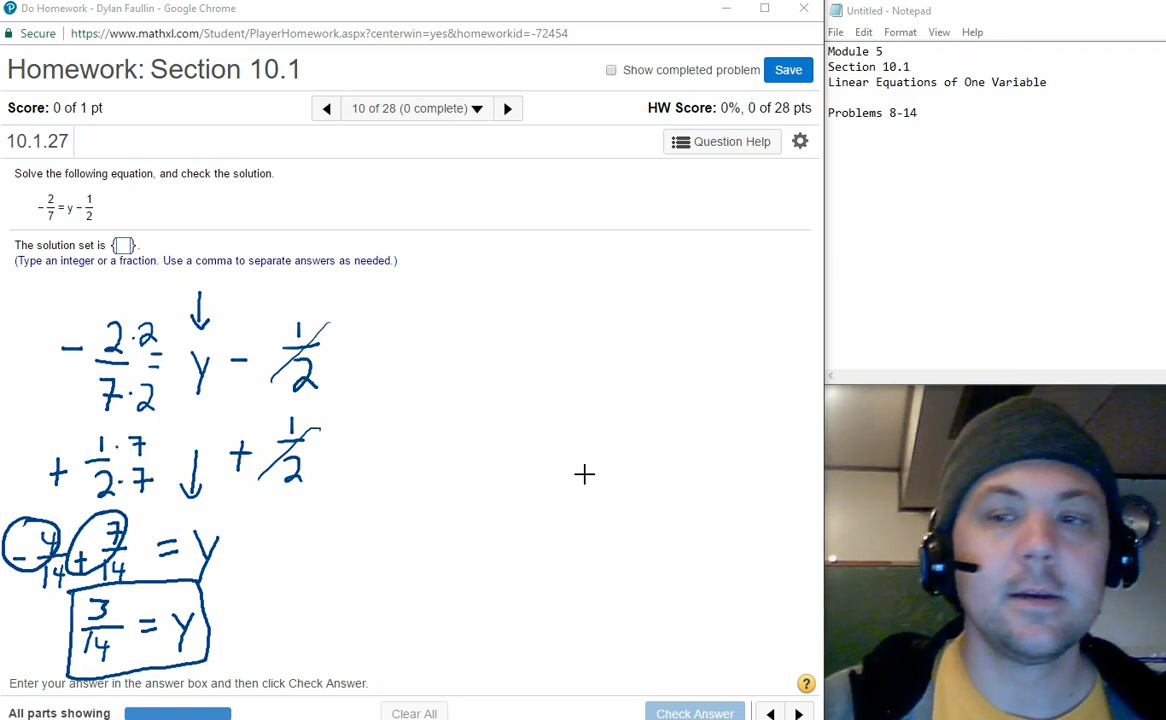 Do Homework - Dylan Faullin - Google Chrome
Secure | https://www.mathxl.com/Student/PlayerHomework.aspx?centerwin=yes&homeworkid=-72454
Homework: Section 10.1
Show completed problem
Save
Score: 0 of 1 pt
10 of 28 (0 complete)
HW Score: 0%, 0 of 28 pts
10.1.27
Question Help
Solve the following equation, and check the solution.
- 2/7 = y - 1/2
The solution set is { }.
(Type an integer or a fraction. Use a comma to separate answers as needed.)
- 2·2/7·2 = y - 1/2
+ 1·7/2·7 + 1/2
- 4/14 + 7/14 = y
3/14 = y
Enter your answer in the answer box and then click Check Answer.
?
All parts showing
Clear All
Check Answer
Untitled - Notepad
File Edit Format View Help
Module 5
Section 10.1
Linear Equations of One Variable
Problems 8-14